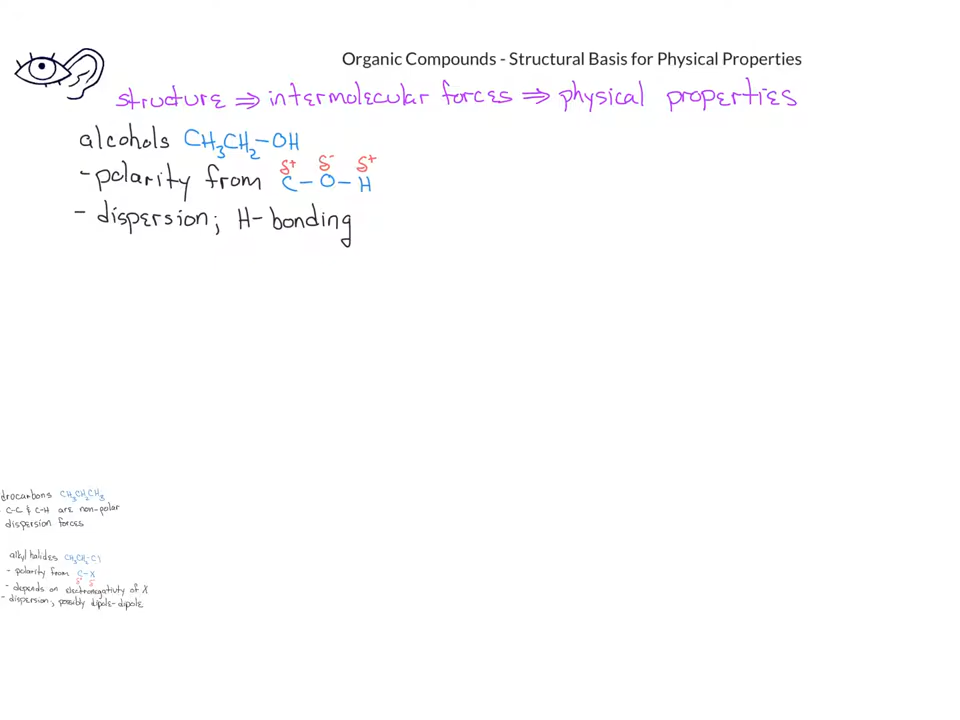 Organic Compounds - Structural Basis for Physical Properties
structure ⇒ intermolecular forces ⇒ physical properties
alcohols CH₃CH₂-OH
δ+ δ- δ+
- polarity from C - O - H
- dispersion; H-bonding
drocarbons CH₃CH₂CH₃
C-C & C-H are non-polar
dispersion forces
alkyl halides CH₃CH₂-Cl
- polarity from C-X
δ+ δ-
- depends on electronegativity of X
- dispersion; possibly dipole-dipole